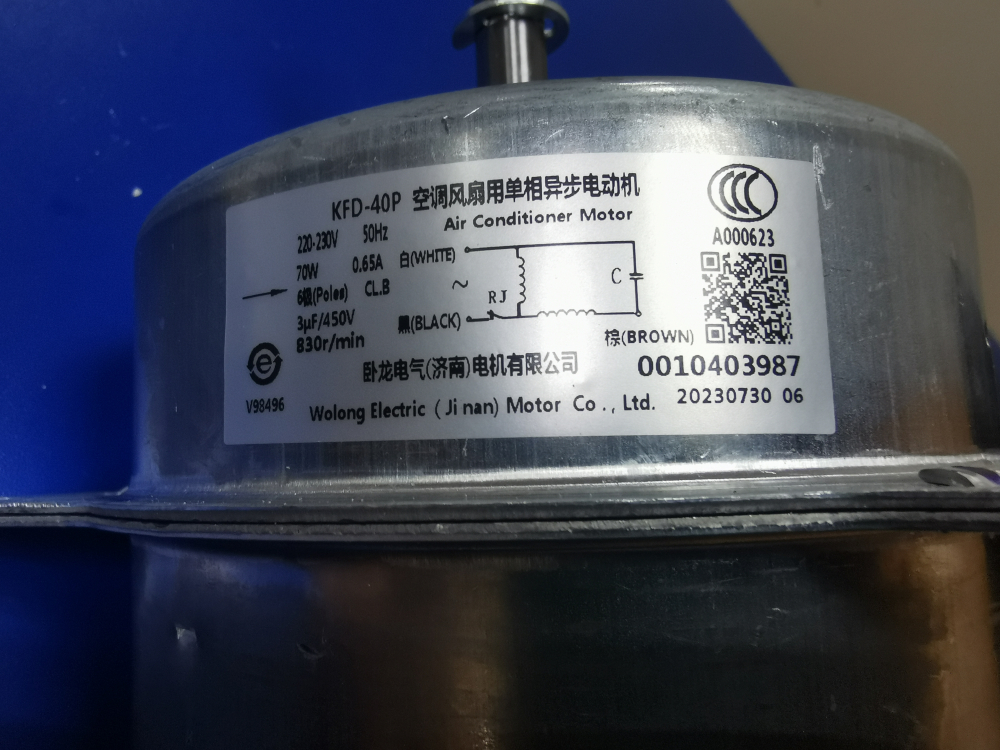 KFD-40P 空调风扇用单相异步电动机
Air Conditioner Motor
220-230V 50Hz
70W 0.65A
6极(Poles) CL.B
3μF/450V
830r/min
白(WHITE)
~
RJ
C
黑(BLACK)
棕(BROWN)
CCC
A000623
e
V98496
卧龙电气(济南)电机有限公司
0010403987
Wolong Electric (Ji nan) Motor Co., Ltd.
20230730 06